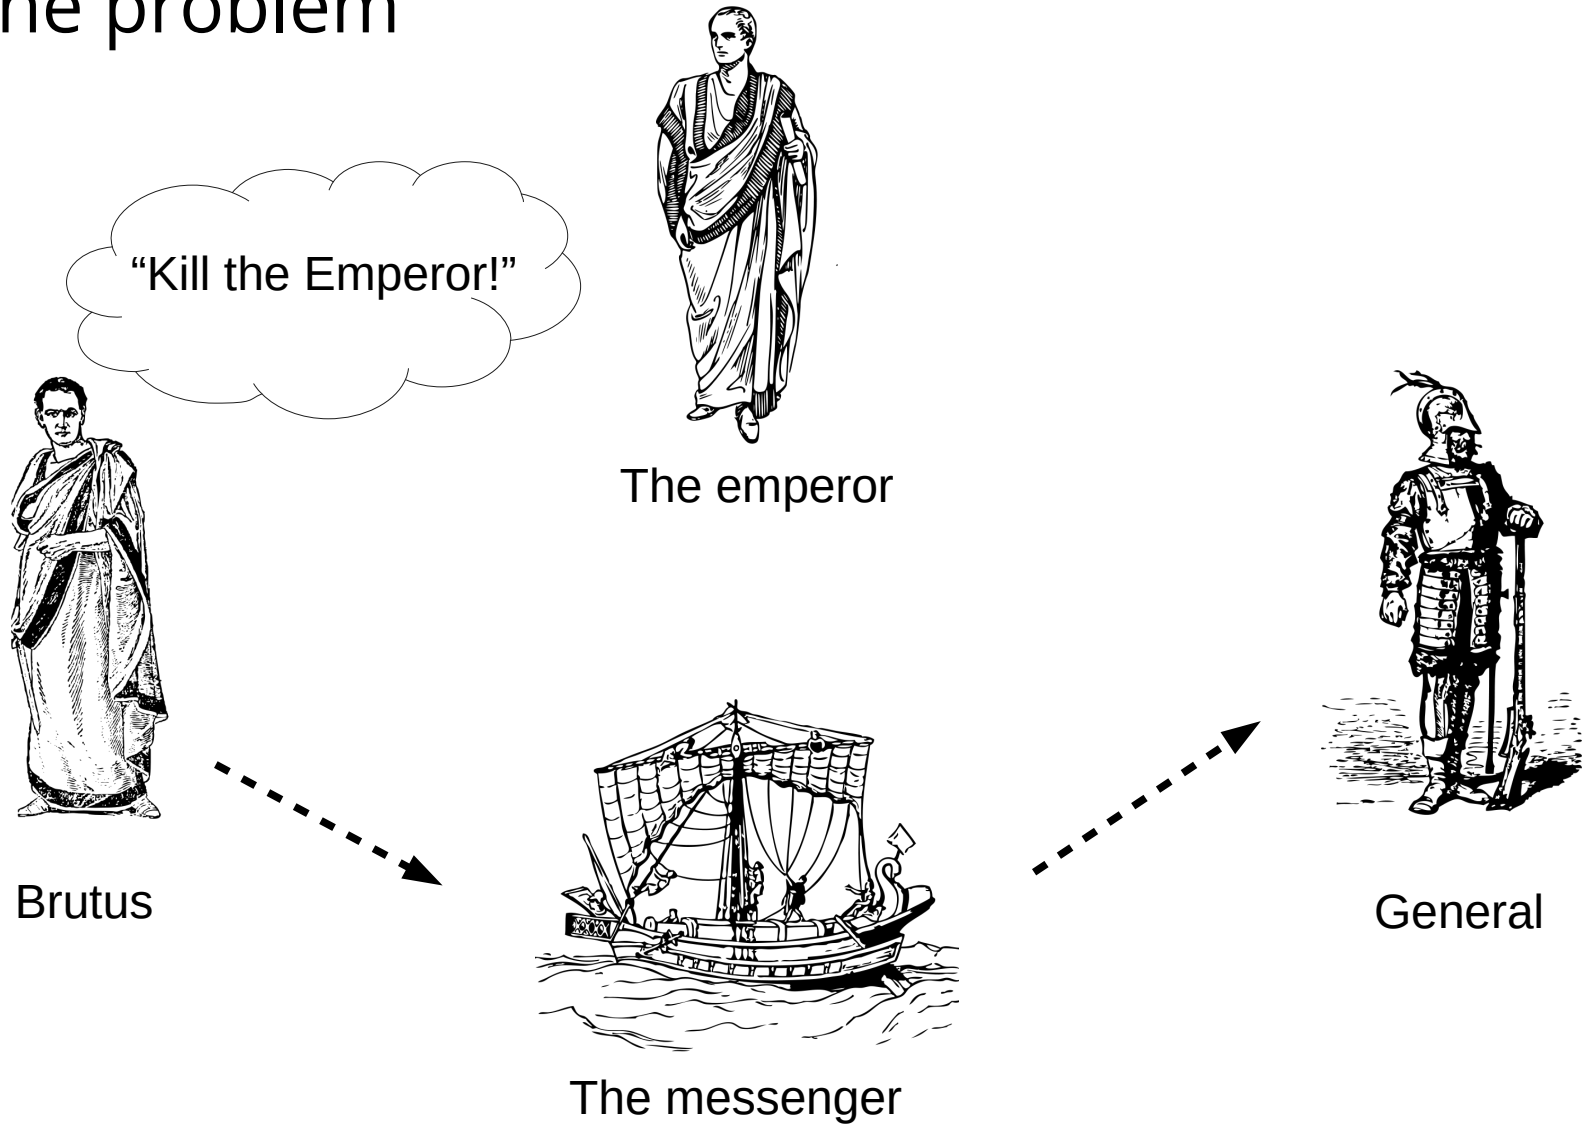 he problem
“Kill the Emperor!”
The emperor
Brutus
General
The messenger